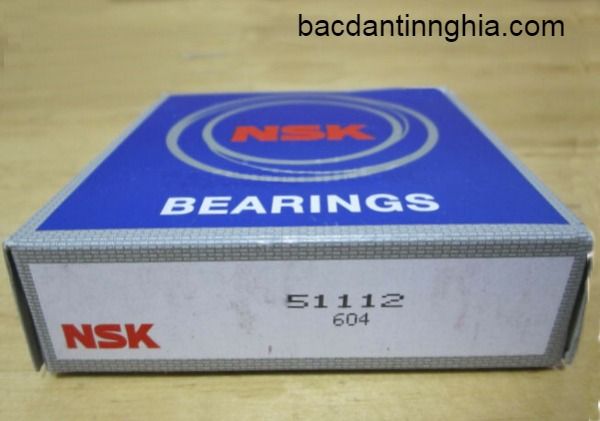 bacdantinnghia.com
NSK
BEARINGS
51112
604
NSK